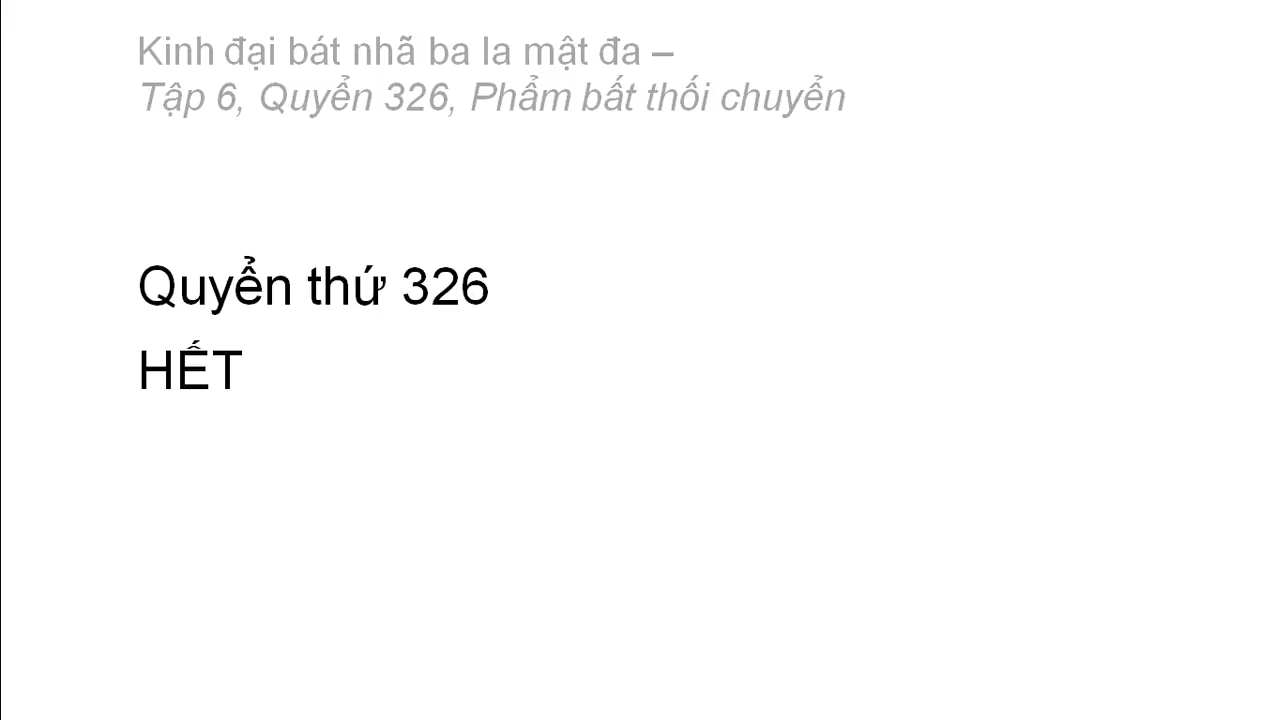 Kinh đại bát nhã ba la mật đa –
Tập 6, Quyển 326, Phẩm bất thối chuyển
Quyển thứ 326
HẾT